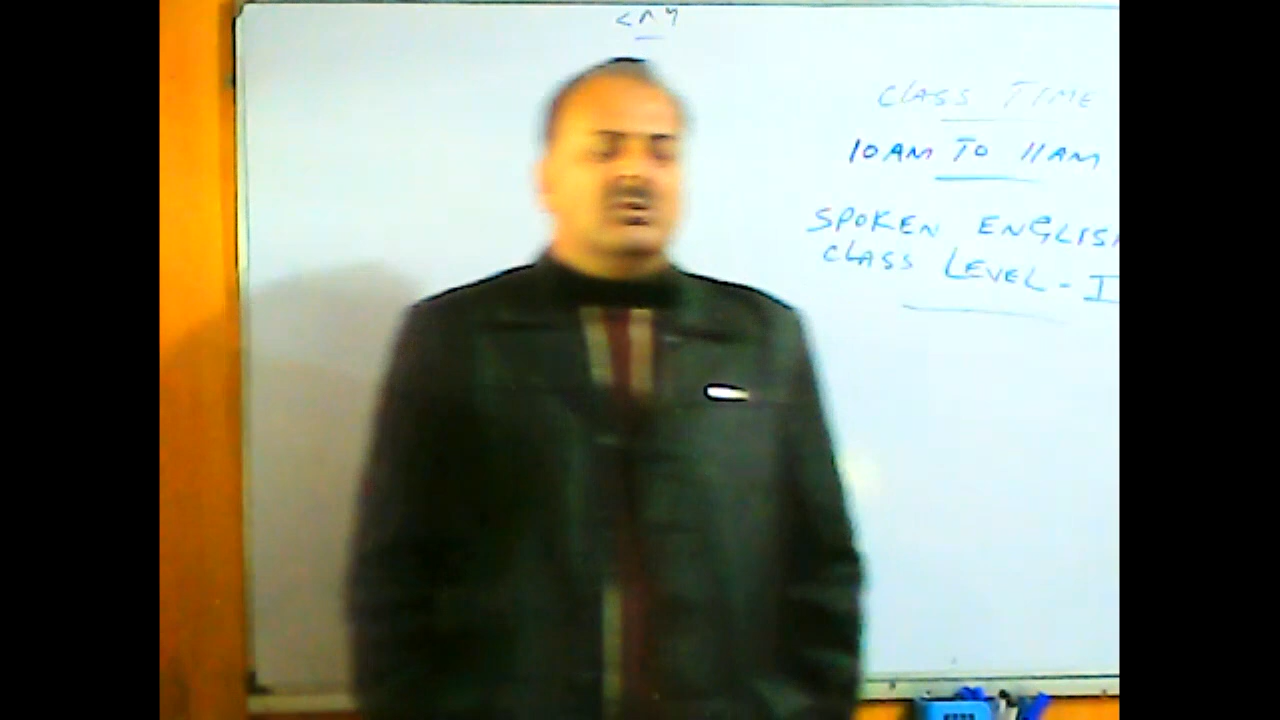 CLASS TIME
10AM TO 11AM
SPOKEN ENGLISH
CLASS LEVEL-I